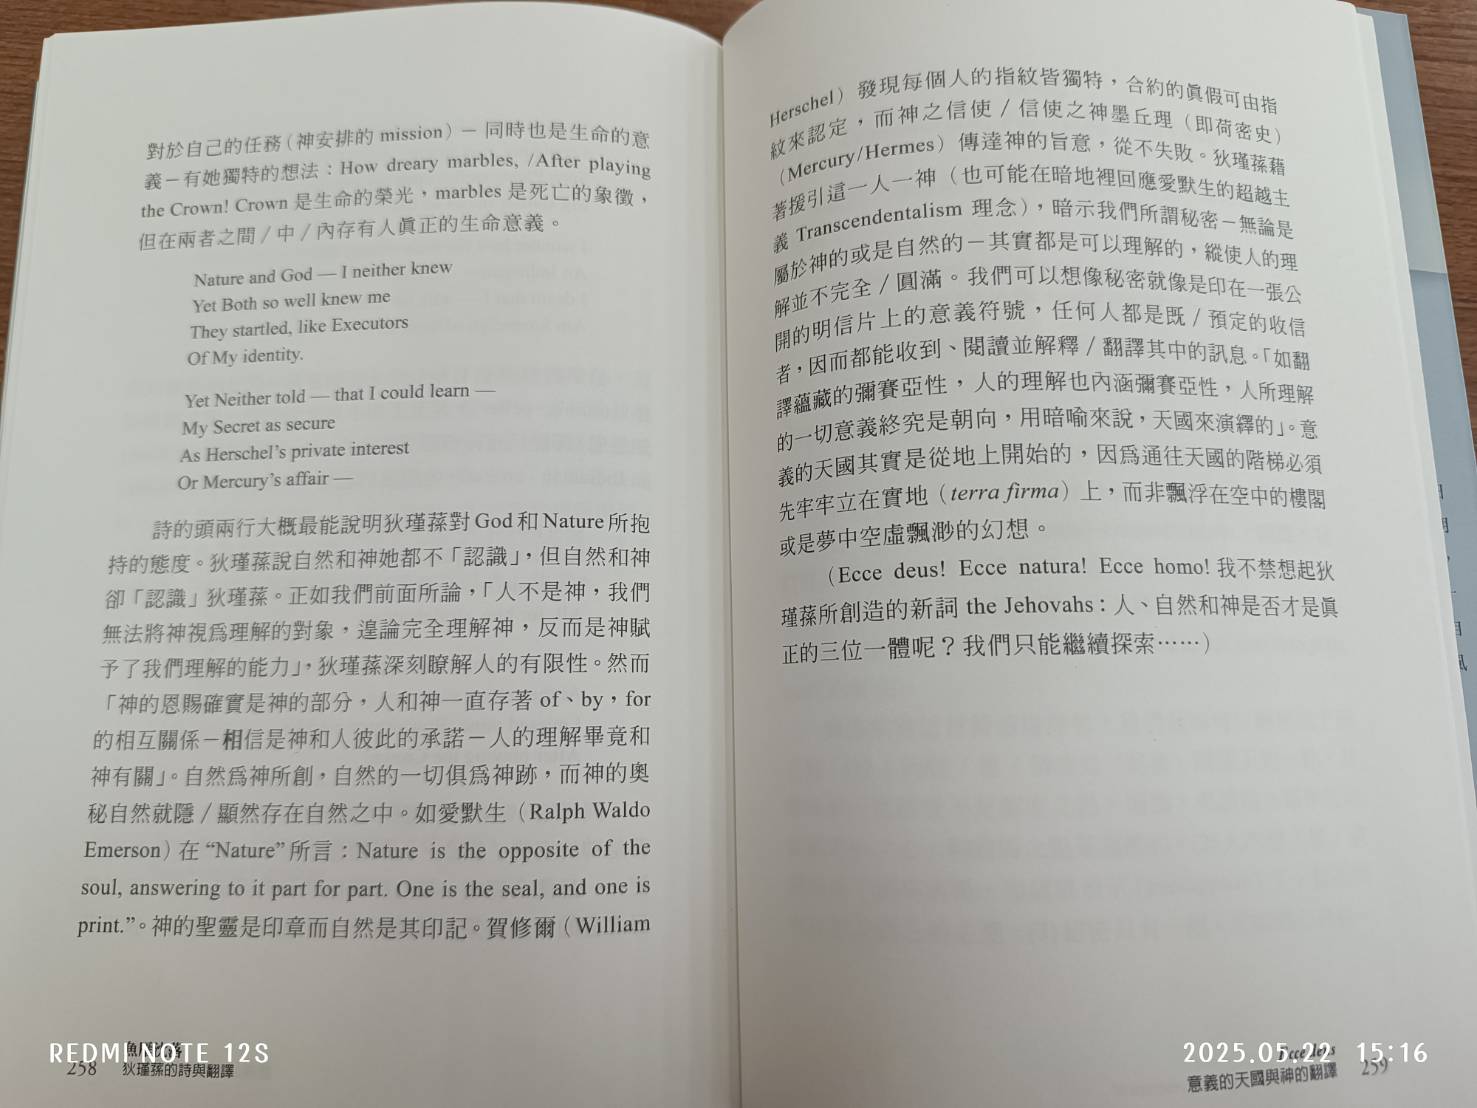 對於自己的任務(神安排的 mission)－同時也是生命的意
義－有她獨特的想法：How dreary marbles, /After playing
the Crown! Crown 是生命的榮光，marbles 是死亡的象徵，
但在兩者之間/中/內存有人眞正的生命意義。
Nature and God — I neither knew
Yet Both so well knew me
They startled, like Executors
Of My identity.
Yet Neither told — that I could learn —
My Secret as secure
As Herschel's private interest
Or Mercury's affair —
詩的頭兩行大概最能說明狄瑾蓀對 God 和 Nature 所抱
持的態度。狄瑾蓀說自然和神她都不「認識」，但自然和神
卻「認識」狄瑾蓀。正如我們前面所論，「人不是神，我們
無法將神視爲理解的對象，遑論完全理解神，反而是神賦
予了我們理解的能力」，狄瑾蓀深刻瞭解人的有限性。然而
「神的恩賜確實是神的部分，人和神一直存著 of、by，for
的相互關係－相信是神和人彼此的承諾－人的理解畢竟和
神有關」。自然爲神所創，自然的一切俱爲神跡，而神的奧
秘自然就隱/顯然存在自然之中。如愛默生（Ralph Waldo
Emerson）在 “Nature” 所言：Nature is the opposite of the
soul, answering to it part for part. One is the seal, and one is
print.”。神的聖靈是印章而自然是其印記。賀修爾（William
258
狄瑾蓀的詩與翻譯
Herschel）發現每個人的指紋皆獨特，合約的眞假可由指
紋來認定，而神之信使/信使之神墨丘理（即荷密史）
（Mercury/Hermes）傳達神的旨意，從不失敗。狄瑾蓀藉
著援引這一人一神（也可能在暗地裡回應愛默生的超越主
義 Transcendentalism 理念），暗示我們所謂秘密－無論是
屬於神的或是自然的－其實都是可以理解的，縱使人的理
解並不完全/圓滿。我們可以想像秘密就像是印在一張公
開的明信片上的意義符號，任何人都是既/預定的收信
者，因而都能收到、閱讀並解釋/翻譯其中的訊息。「如翻
譯蘊藏的彌賽亞性，人的理解也內涵彌賽亞性，人所理解
的一切意義終究是朝向，用暗喻來說，天國來演繹的」。意
義的天國其實是從地上開始的，因爲通往天國的階梯必須
先牢牢立在實地（terra firma）上，而非飄浮在空中的樓閣
或是夢中空虛飄渺的幻想。
（Ecce deus! Ecce natura! Ecce homo! 我不禁想起狄
瑾蓀所創造的新詞 the Jehovahs：人、自然和神是否才是眞
正的三位一體呢？我們只能繼續探索……）
意義的天國與神的翻譯
259
REDMI NOTE 12S
2025.05.22 15:16